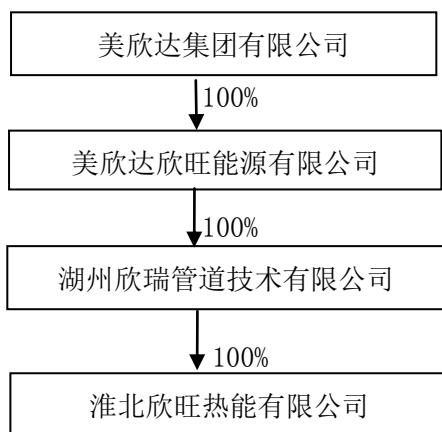 美欣达集团有限公司
100%
美欣达欣旺能源有限公司
100%
湖州欣瑞管道技术有限公司
100%
淮北欣旺热能有限公司